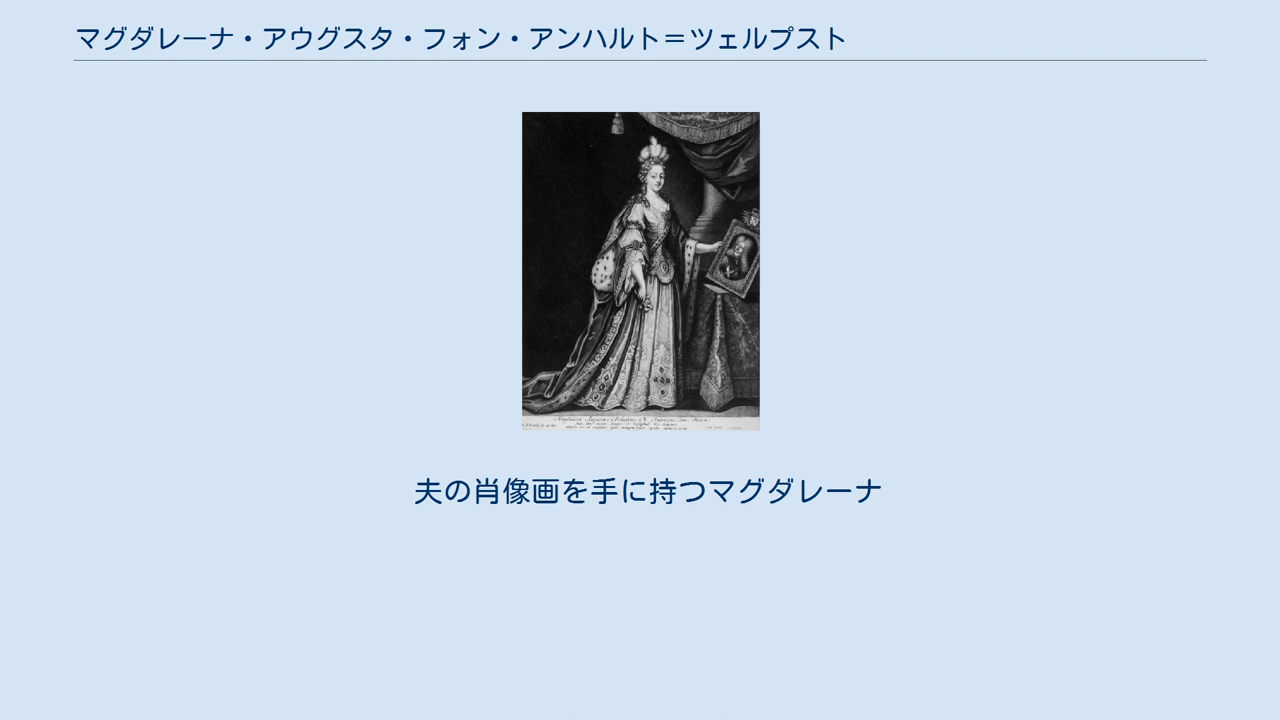 マグダレーナ・アウグスタ・フォン・アンハルト＝ツェルプスト
夫の肖像画を手に持つマグダレーナ